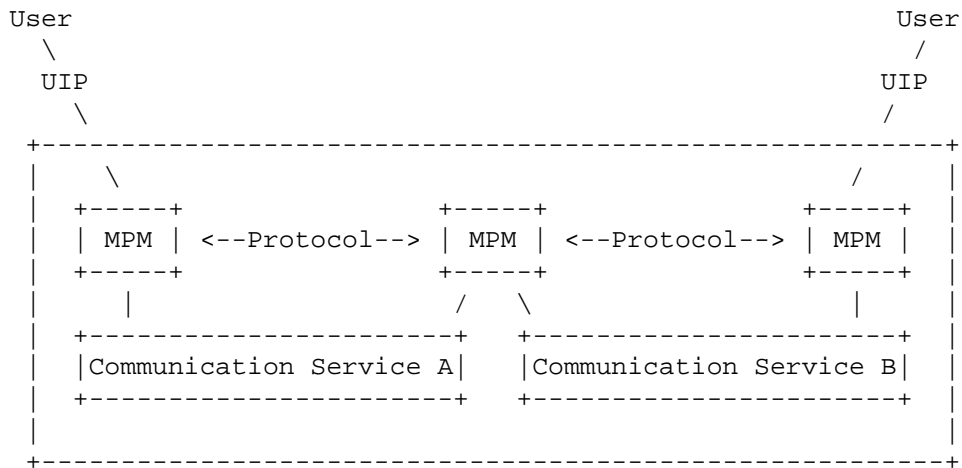 User User
UIP UIP
MPM <--Protocol--> MPM <--Protocol--> MPM
Communication Service A Communication Service B